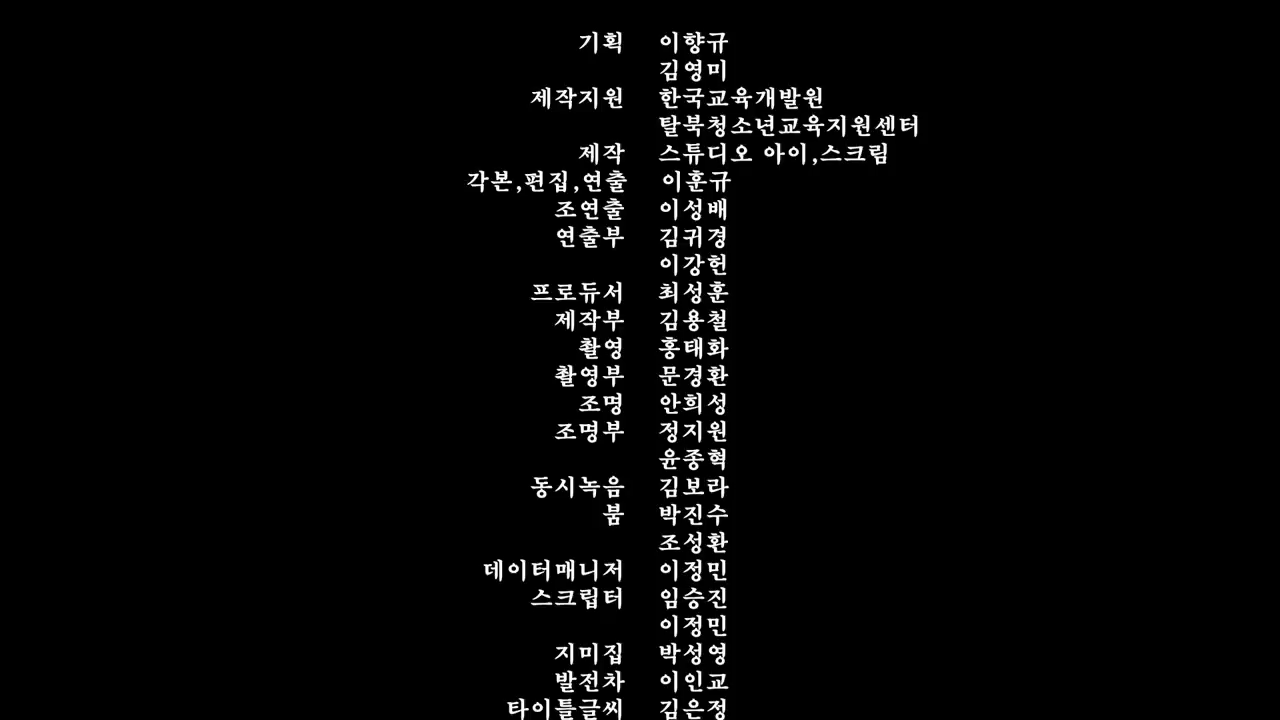 기획 이향규
김영미
제작지원 한국교육개발원
탈북청소년교육지원센터
제작 스튜디오 아이,스크림
각본,편집,연출 이훈규
조연출 이성배
연출부 김귀경
이강헌
프로듀서 최성훈
제작부 김용철
촬영 홍태화
촬영부 문경환
조명 안희성
조명부 정지원
윤종혁
동시녹음 김보라
붐 박진수
조성환
데이터매니저 이정민
스크립터 임승진
이정민
지미집 박성영
발전차 이인교
타이틀글씨 김은정